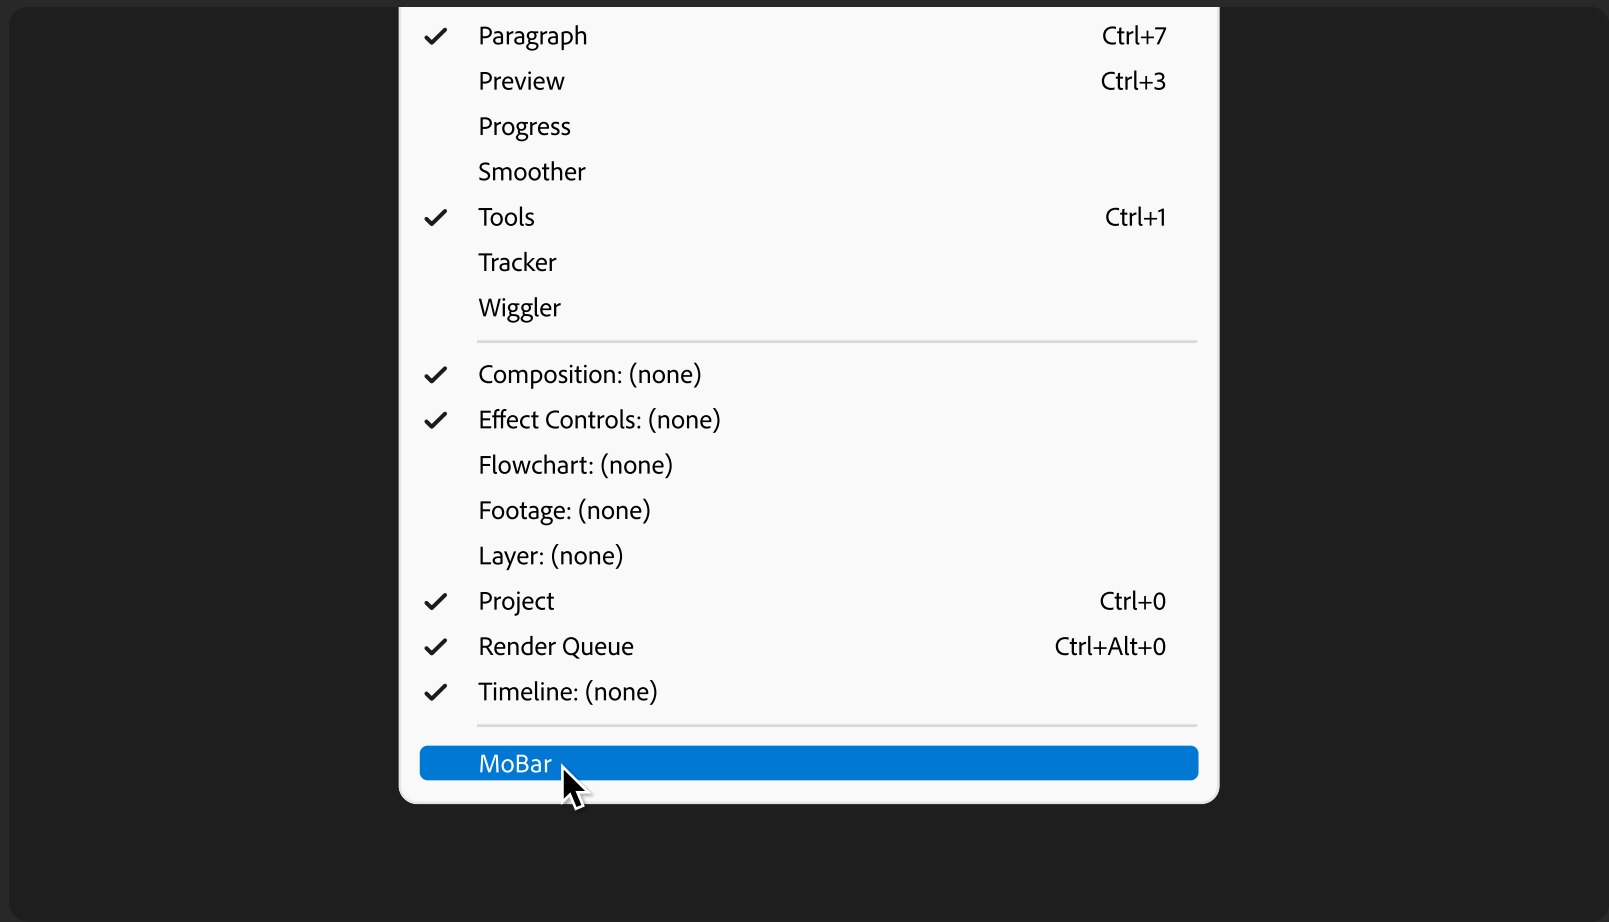 Paragraph Ctrl+7
Preview Ctrl+3
Progress
Smoother
Tools Ctrl+1
Tracker
Wiggler
Composition: (none)
Effect Controls: (none)
Flowchart: (none)
Footage: (none)
Layer: (none)
Project Ctrl+0
Render Queue Ctrl+Alt+0
Timeline: (none)
MoBar